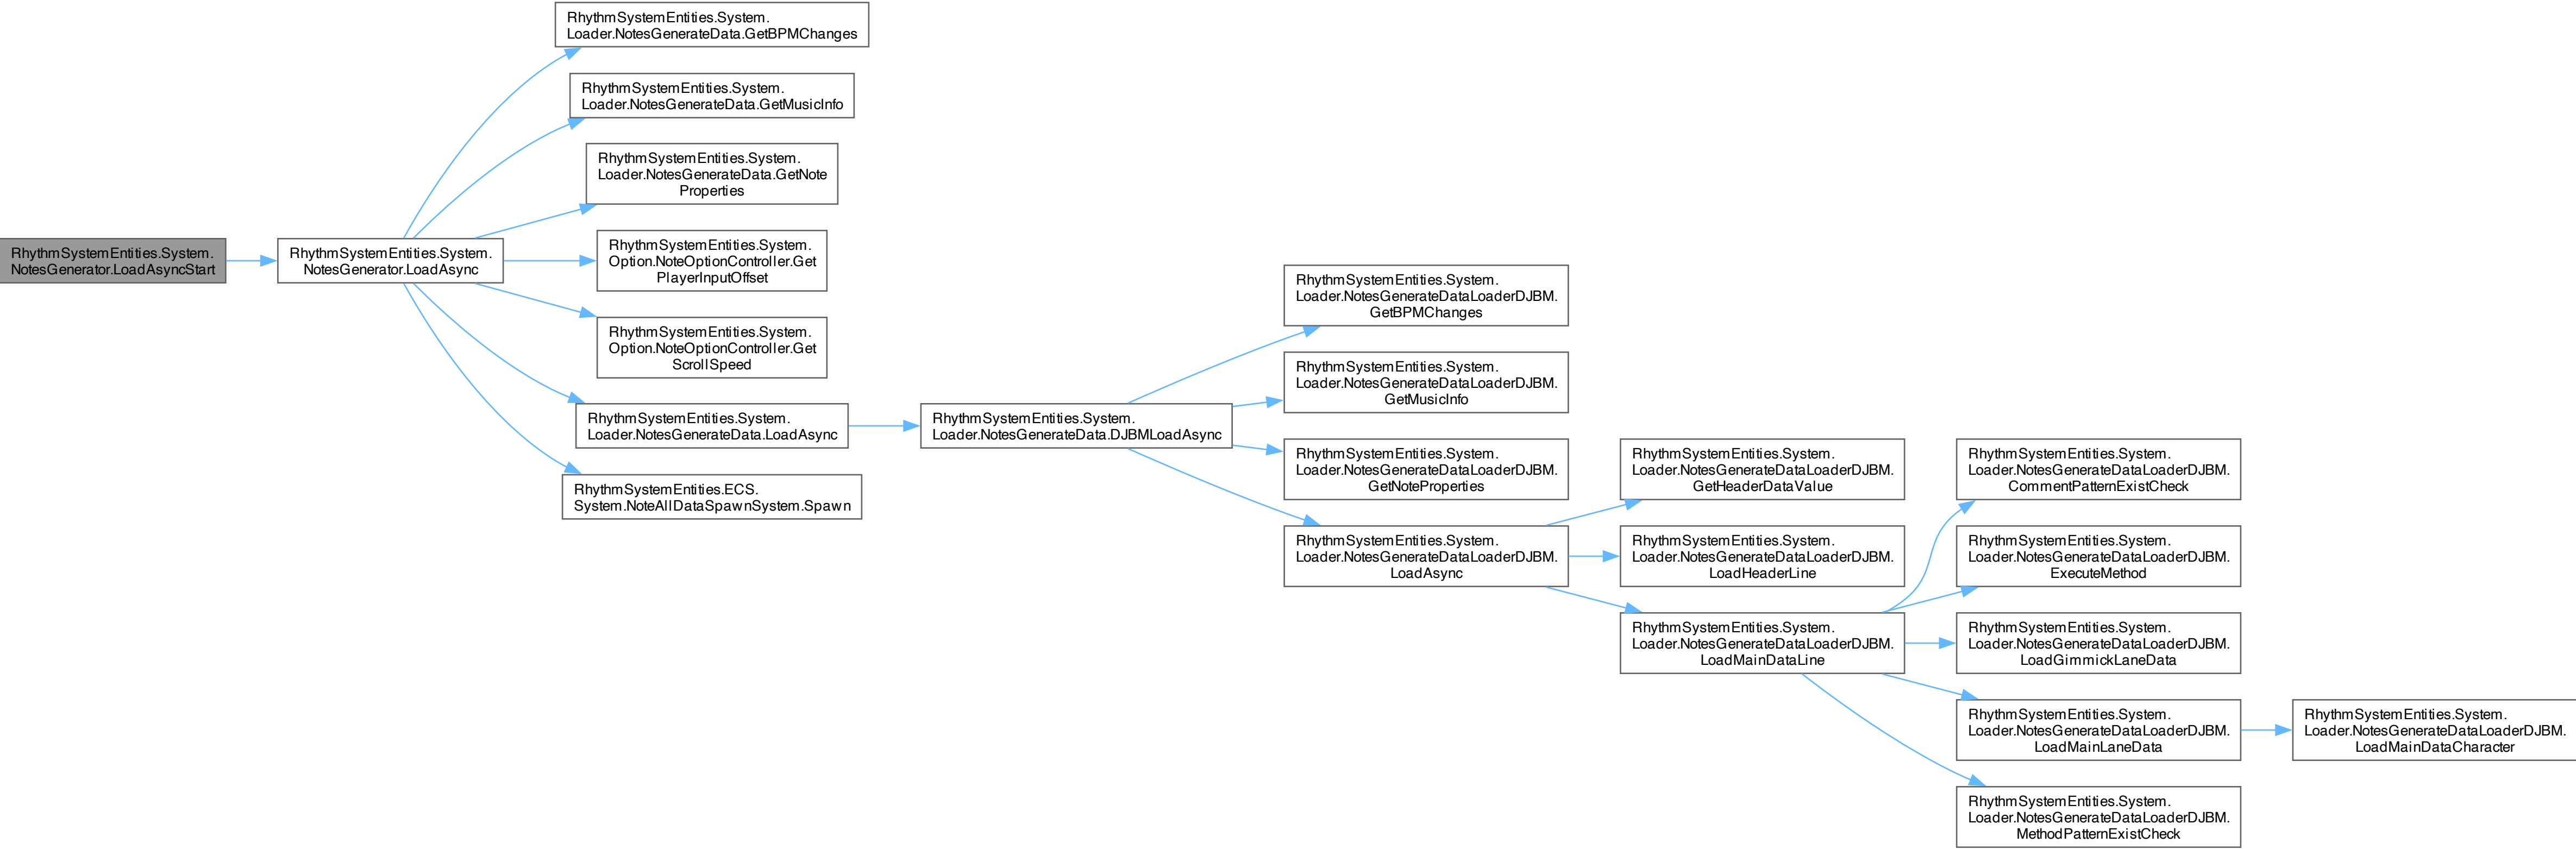 RhythmSystemEntities.System.
NotesGenerator.LoadAsyncStart
RhythmSystemEntities.System.
NotesGenerator.LoadAsync
RhythmSystemEntities.System.
Loader.NotesGenerateData.GetBPMChanges
RhythmSystemEntities.System.
Loader.NotesGenerateData.GetMusicInfo
RhythmSystemEntities.System.
Loader.NotesGenerateData.GetNote
Properties
RhythmSystemEntities.System.
Option.NoteOptionController.Get
PlayerInputOffset
RhythmSystemEntities.System.
Option.NoteOptionController.Get
ScrollSpeed
RhythmSystemEntities.System.
Loader.NotesGenerateData.LoadAsync
RhythmSystemEntities.ECS.
System.NoteAllDataSpawnSystem.Spawn
RhythmSystemEntities.System.
Loader.NotesGenerateData.DJBMLoadAsync
RhythmSystemEntities.System.
Loader.NotesGenerateDataLoaderDJBM.
GetBPMChanges
RhythmSystemEntities.System.
Loader.NotesGenerateDataLoaderDJBM.
GetMusicInfo
RhythmSystemEntities.System.
Loader.NotesGenerateDataLoaderDJBM.
GetNoteProperties
RhythmSystemEntities.System.
Loader.NotesGenerateDataLoaderDJBM.
LoadAsync
RhythmSystemEntities.System.
Loader.NotesGenerateDataLoaderDJBM.
GetHeaderDataValue
RhythmSystemEntities.System.
Loader.NotesGenerateDataLoaderDJBM.
LoadHeaderLine
RhythmSystemEntities.System.
Loader.NotesGenerateDataLoaderDJBM.
LoadMainDataLine
RhythmSystemEntities.System.
Loader.NotesGenerateDataLoaderDJBM.
CommentPatternExistCheck
RhythmSystemEntities.System.
Loader.NotesGenerateDataLoaderDJBM.
ExecuteMethod
RhythmSystemEntities.System.
Loader.NotesGenerateDataLoaderDJBM.
LoadGimmickLaneData
RhythmSystemEntities.System.
Loader.NotesGenerateDataLoaderDJBM.
LoadMainLaneData
RhythmSystemEntities.System.
Loader.NotesGenerateDataLoaderDJBM.
MethodPatternExistCheck
RhythmSystemEntities.System.
Loader.NotesGenerateDataLoaderDJBM.
LoadMainDataCharacter